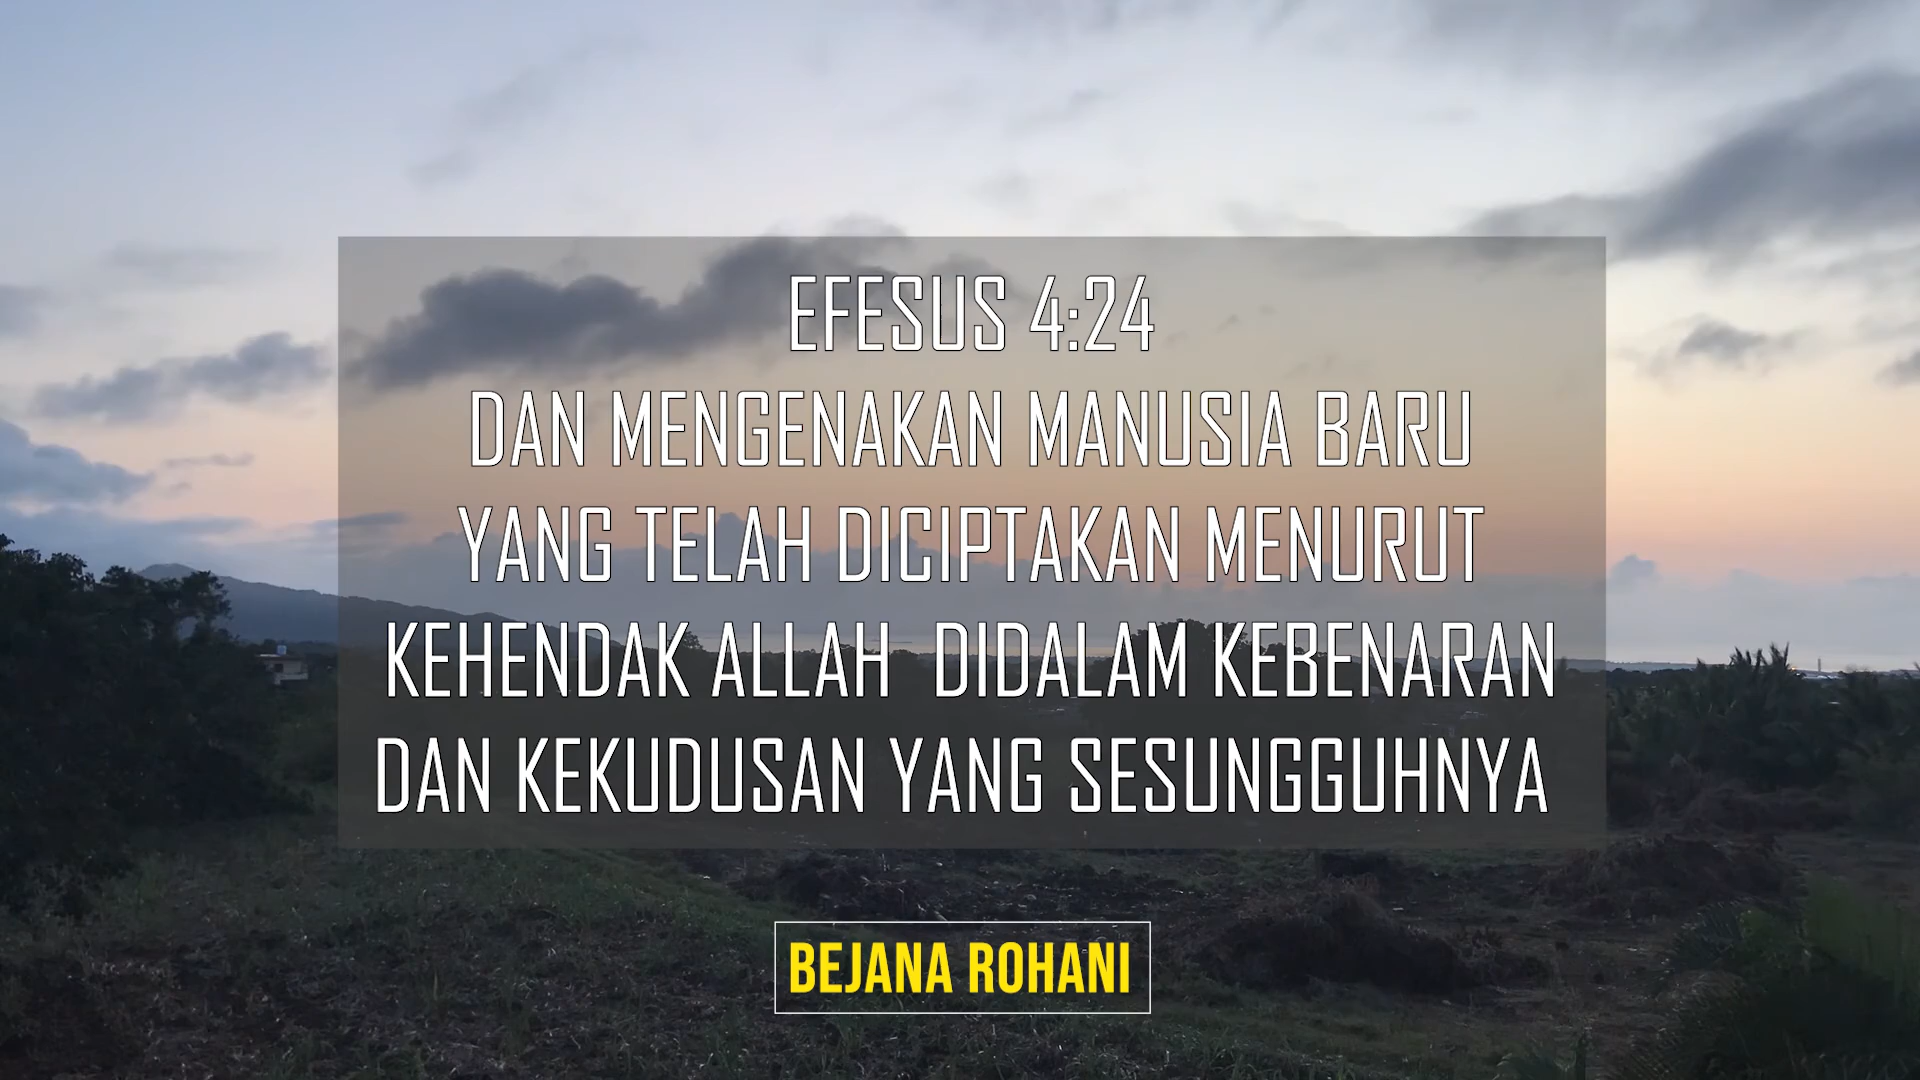 EFESUS 4:24
DAN MENGENAKAN MANUSIA BARU
YANG TELAH DICIPTAKAN MENURUT
KEHENDAK ALLAH  DIDALAM KEBENARAN
DAN KEKUDUSAN YANG SESUNGGUHNYA
BEJANA ROHANI